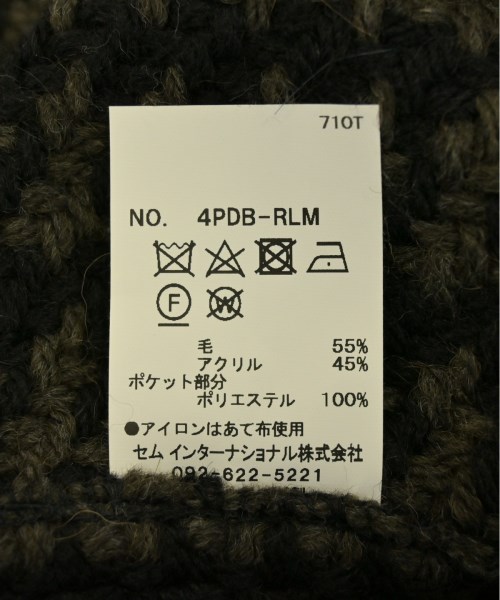 710T
NO. 4PDB-RLM
F W
毛 55%
アクリル 45%
ポケット部分
ポリエステル 100%
●アイロンはあて布使用
セム インターナショナル株式会社
092-622-5221